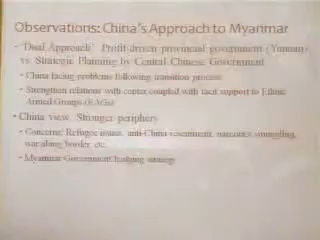 Observations: China's Approach to Myanmar
- 'Dual Approach' Profit driven provincial government (Yunnan)
vs. Strategic Planning by Central Chinese Government
• China facing problems following transition process
• Strengthen relations with center coupled with tacit support to Ethnic
Armed Groups (EAGs)
• China view: Stronger periphery
• Concerns: Refugee issues, anti-China resentment, narcotics smuggling,
war along border, etc.
• Myanmar Government hedging strategy